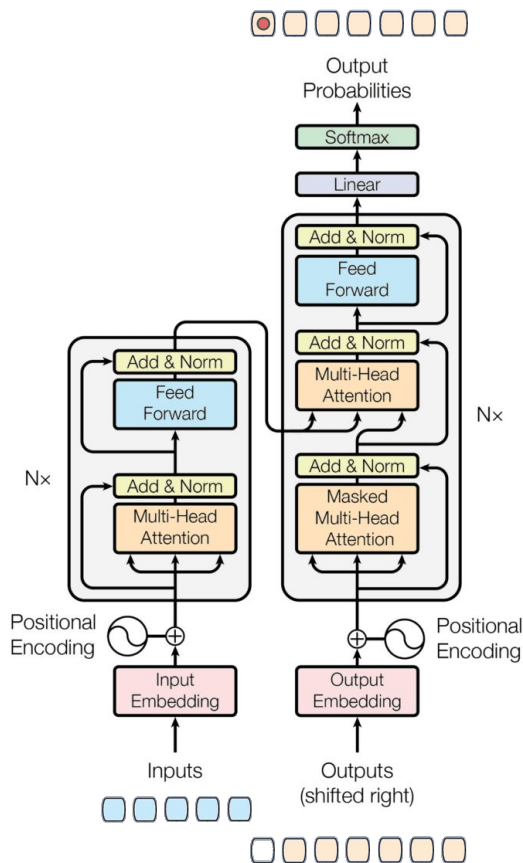 Output
Probabilities
Softmax
Linear
Add & Norm
Feed
Forward
Add & Norm
Multi-Head
Attention
Add & Norm
Masked
Multi-Head
Attention
N×
Add & Norm
Feed
Forward
Add & Norm
Multi-Head
Attention
N×
Positional
Encoding
Positional
Encoding
Input
Embedding
Output
Embedding
Inputs
Outputs
(shifted right)